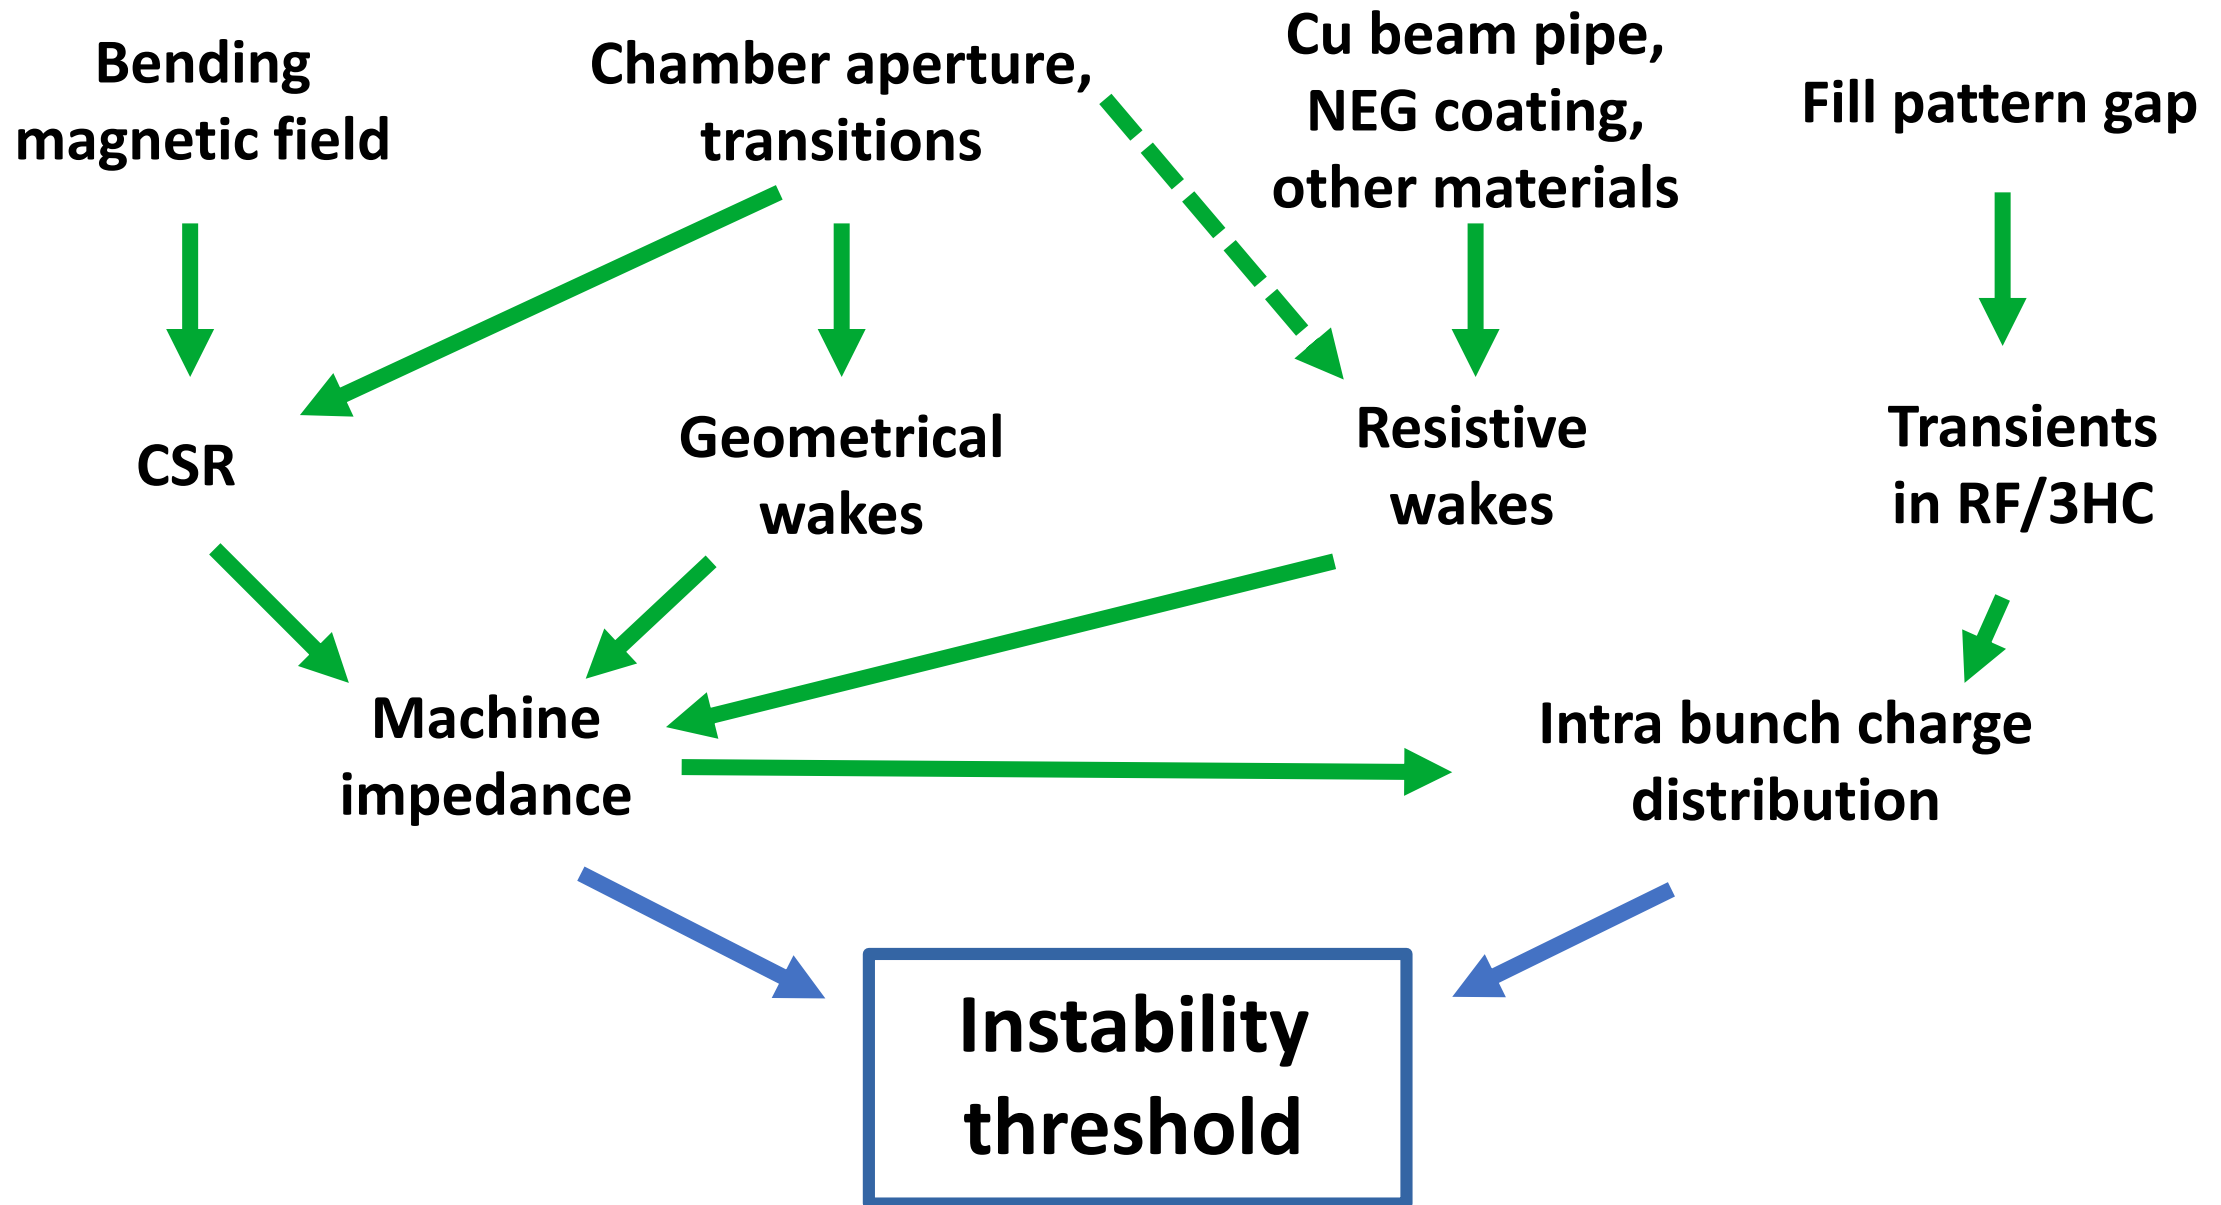 Bending
magnetic field
Chamber aperture,
transitions
Cu beam pipe,
NEG coating,
other materials
Fill pattern gap
CSR
Geometrical
wakes
Resistive
wakes
Transients
in RF/3HC
Machine
impedance
Intra bunch charge
distribution
Instability
threshold